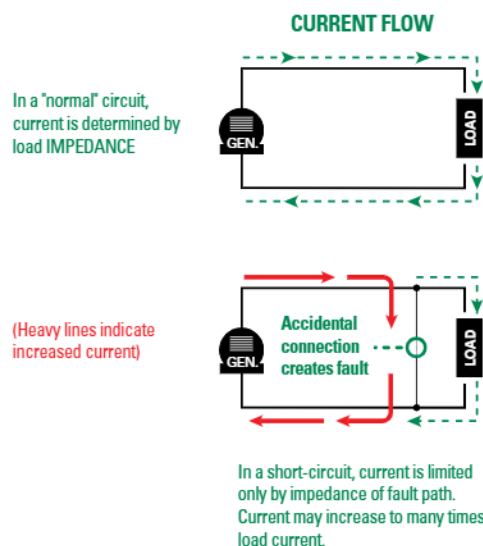 CURRENT FLOW
In a "normal" circuit,
current is determined by
load IMPEDANCE
GEN.
LOAD
(Heavy lines indicate
increased current)
GEN.
Accidental
connection
creates fault
LOAD
In a short-circuit, current is limited
only by impedance of fault path.
Current may increase to many times
load current.